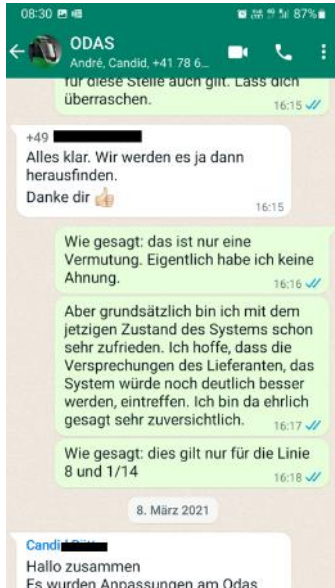 08:30
87%
ODAS
André, Candid, +41 78 6...
für diese Stelle auch gilt. Lass dich
überraschen.
16:15
+49
Alles klar. Wir werden es ja dann
herausfinden.
Danke dir 👍🏻
16:15
Wie gesagt: das ist nur eine
Vermutung. Eigentlich habe ich keine
Ahnung.
16:16
Aber grundsätzlich bin ich mit dem
jetzigen Zustand des Systems schon
sehr zufrieden. Ich hoffe, dass die
Versprechungen des Lieferanten, das
System würde noch deutlich besser
werden, eintreffen. Ich bin da ehrlich
gesagt sehr zuversichtlich.
16:17
Wie gesagt: dies gilt nur für die Linie
8 und 1/14
16:18
8. März 2021
Candi
Hallo zusammen
Es wurden Anpassungen am Odas